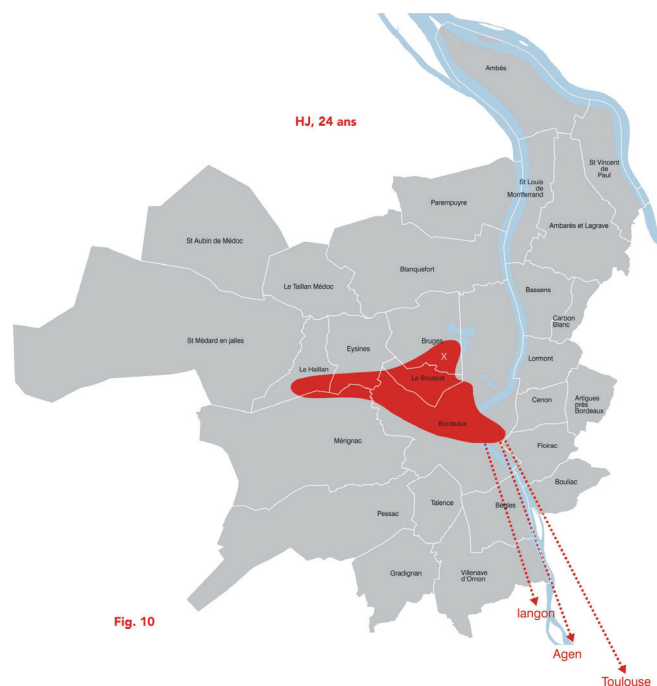 Ambès
HJ, 24 ans
St Vincent
de
Paul
St Louis
de
Montferrand
Parempuyre
Ambarès et Lagrave
St Aubin de Médoc
Blanquefort
Le Taillan Médoc
Bassens
Carbon
Blanc
St Médard en jalles
Bruges
Eysines
X
Lormont
Le Haillan
Le Bouscat
Cenon
Artigues
près
Bordeaux
Bordeaux
Mérignac
Floirac
Bouliac
Talence
Bègles
Pessac
Gradignan
Villenave
d'Ornon
langon
Fig. 10
Agen
Toulouse